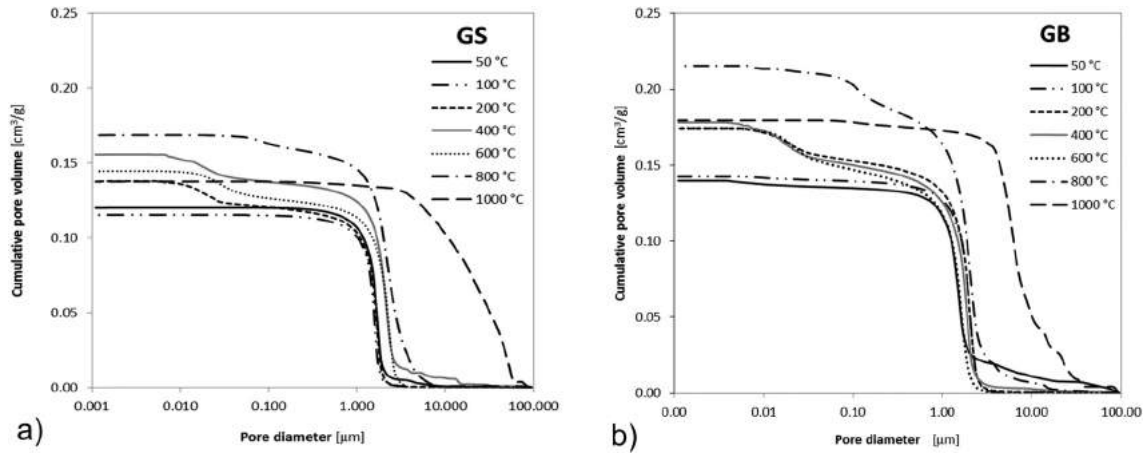 GS
50 °C
100 °C
200 °C
400 °C
600 °C
800 °C
1000 °C
Cumulative pore volume [cm³/g]
0.25
0.20
0.15
0.10
0.05
0.00
0.001
0.010
0.100
1.000
10.000
100.000
Pore diameter [µm]
a)
GB
50 °C
100 °C
200 °C
400 °C
600 °C
800 °C
1000 °C
Cumulative pore volume [cm³/g]
0.25
0.20
0.15
0.10
0.05
0.00
0.00
0.01
0.10
1.00
10.00
100.00
Pore diameter [µm]
b)